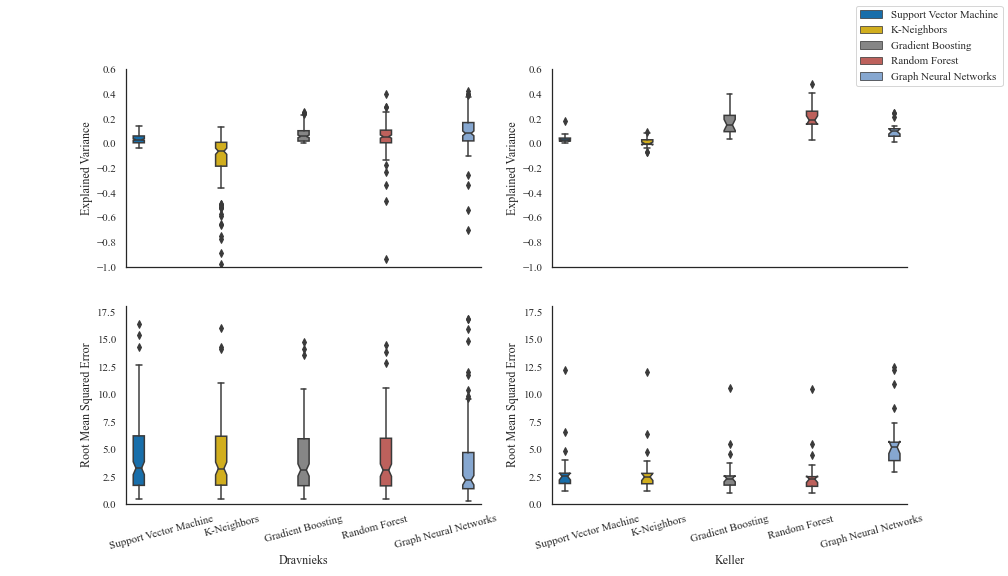 Support Vector Machine
K-Neighbors
Gradient Boosting
Random Forest
Graph Neural Networks
0.6
0.4
0.2
0.0
−0.2
−0.4
−0.6
−0.8
−1.0
Explained Variance
0.6
0.4
0.2
0.0
−0.2
−0.4
−0.6
−0.8
−1.0
Explained Variance
17.5
15.0
12.5
10.0
7.5
5.0
2.5
0.0
Root Mean Squared Error
Support Vector Machine
K-Neighbors
Gradient Boosting
Random Forest
Graph Neural Networks
Dravnieks
17.5
15.0
12.5
10.0
7.5
5.0
2.5
0.0
Root Mean Squared Error
Support Vector Machine
K-Neighbors
Gradient Boosting
Random Forest
Graph Neural Networks
Keller